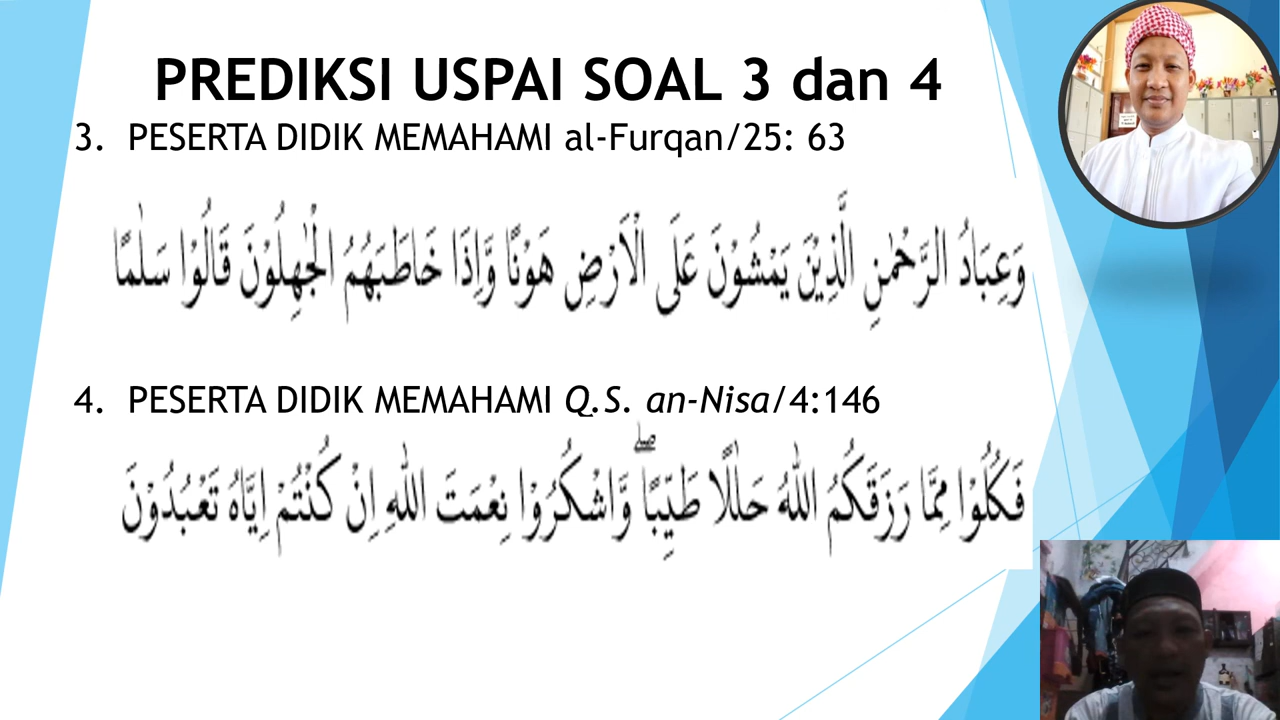 PREDIKSI USPAI SOAL 3 dan 4
3. PESERTA DIDIK MEMAHAMI al-Furqan/25: 63
وَعِبَادُ الرَّحْمٰنِ الَّذِيْنَ يَمْشُوْنَ عَلَى الْاَرْضِ هَوْنًا وَّاِذَا خَاطَبَهُمُ الْجٰهِلُوْنَ قَالُوْا سَلٰمًا
4. PESERTA DIDIK MEMAHAMI Q.S. an-Nisa/4:146
فَكُلُوْا مِمَّا رَزَقَكُمُ اللّٰهُ حَلٰلًا طَيِّبًاۖ وَّاشْكُرُوْا نِعْمَتَ اللّٰهِ اِنْ كُنْتُمْ اِيَّاهُ تَعْبُدُوْنَ